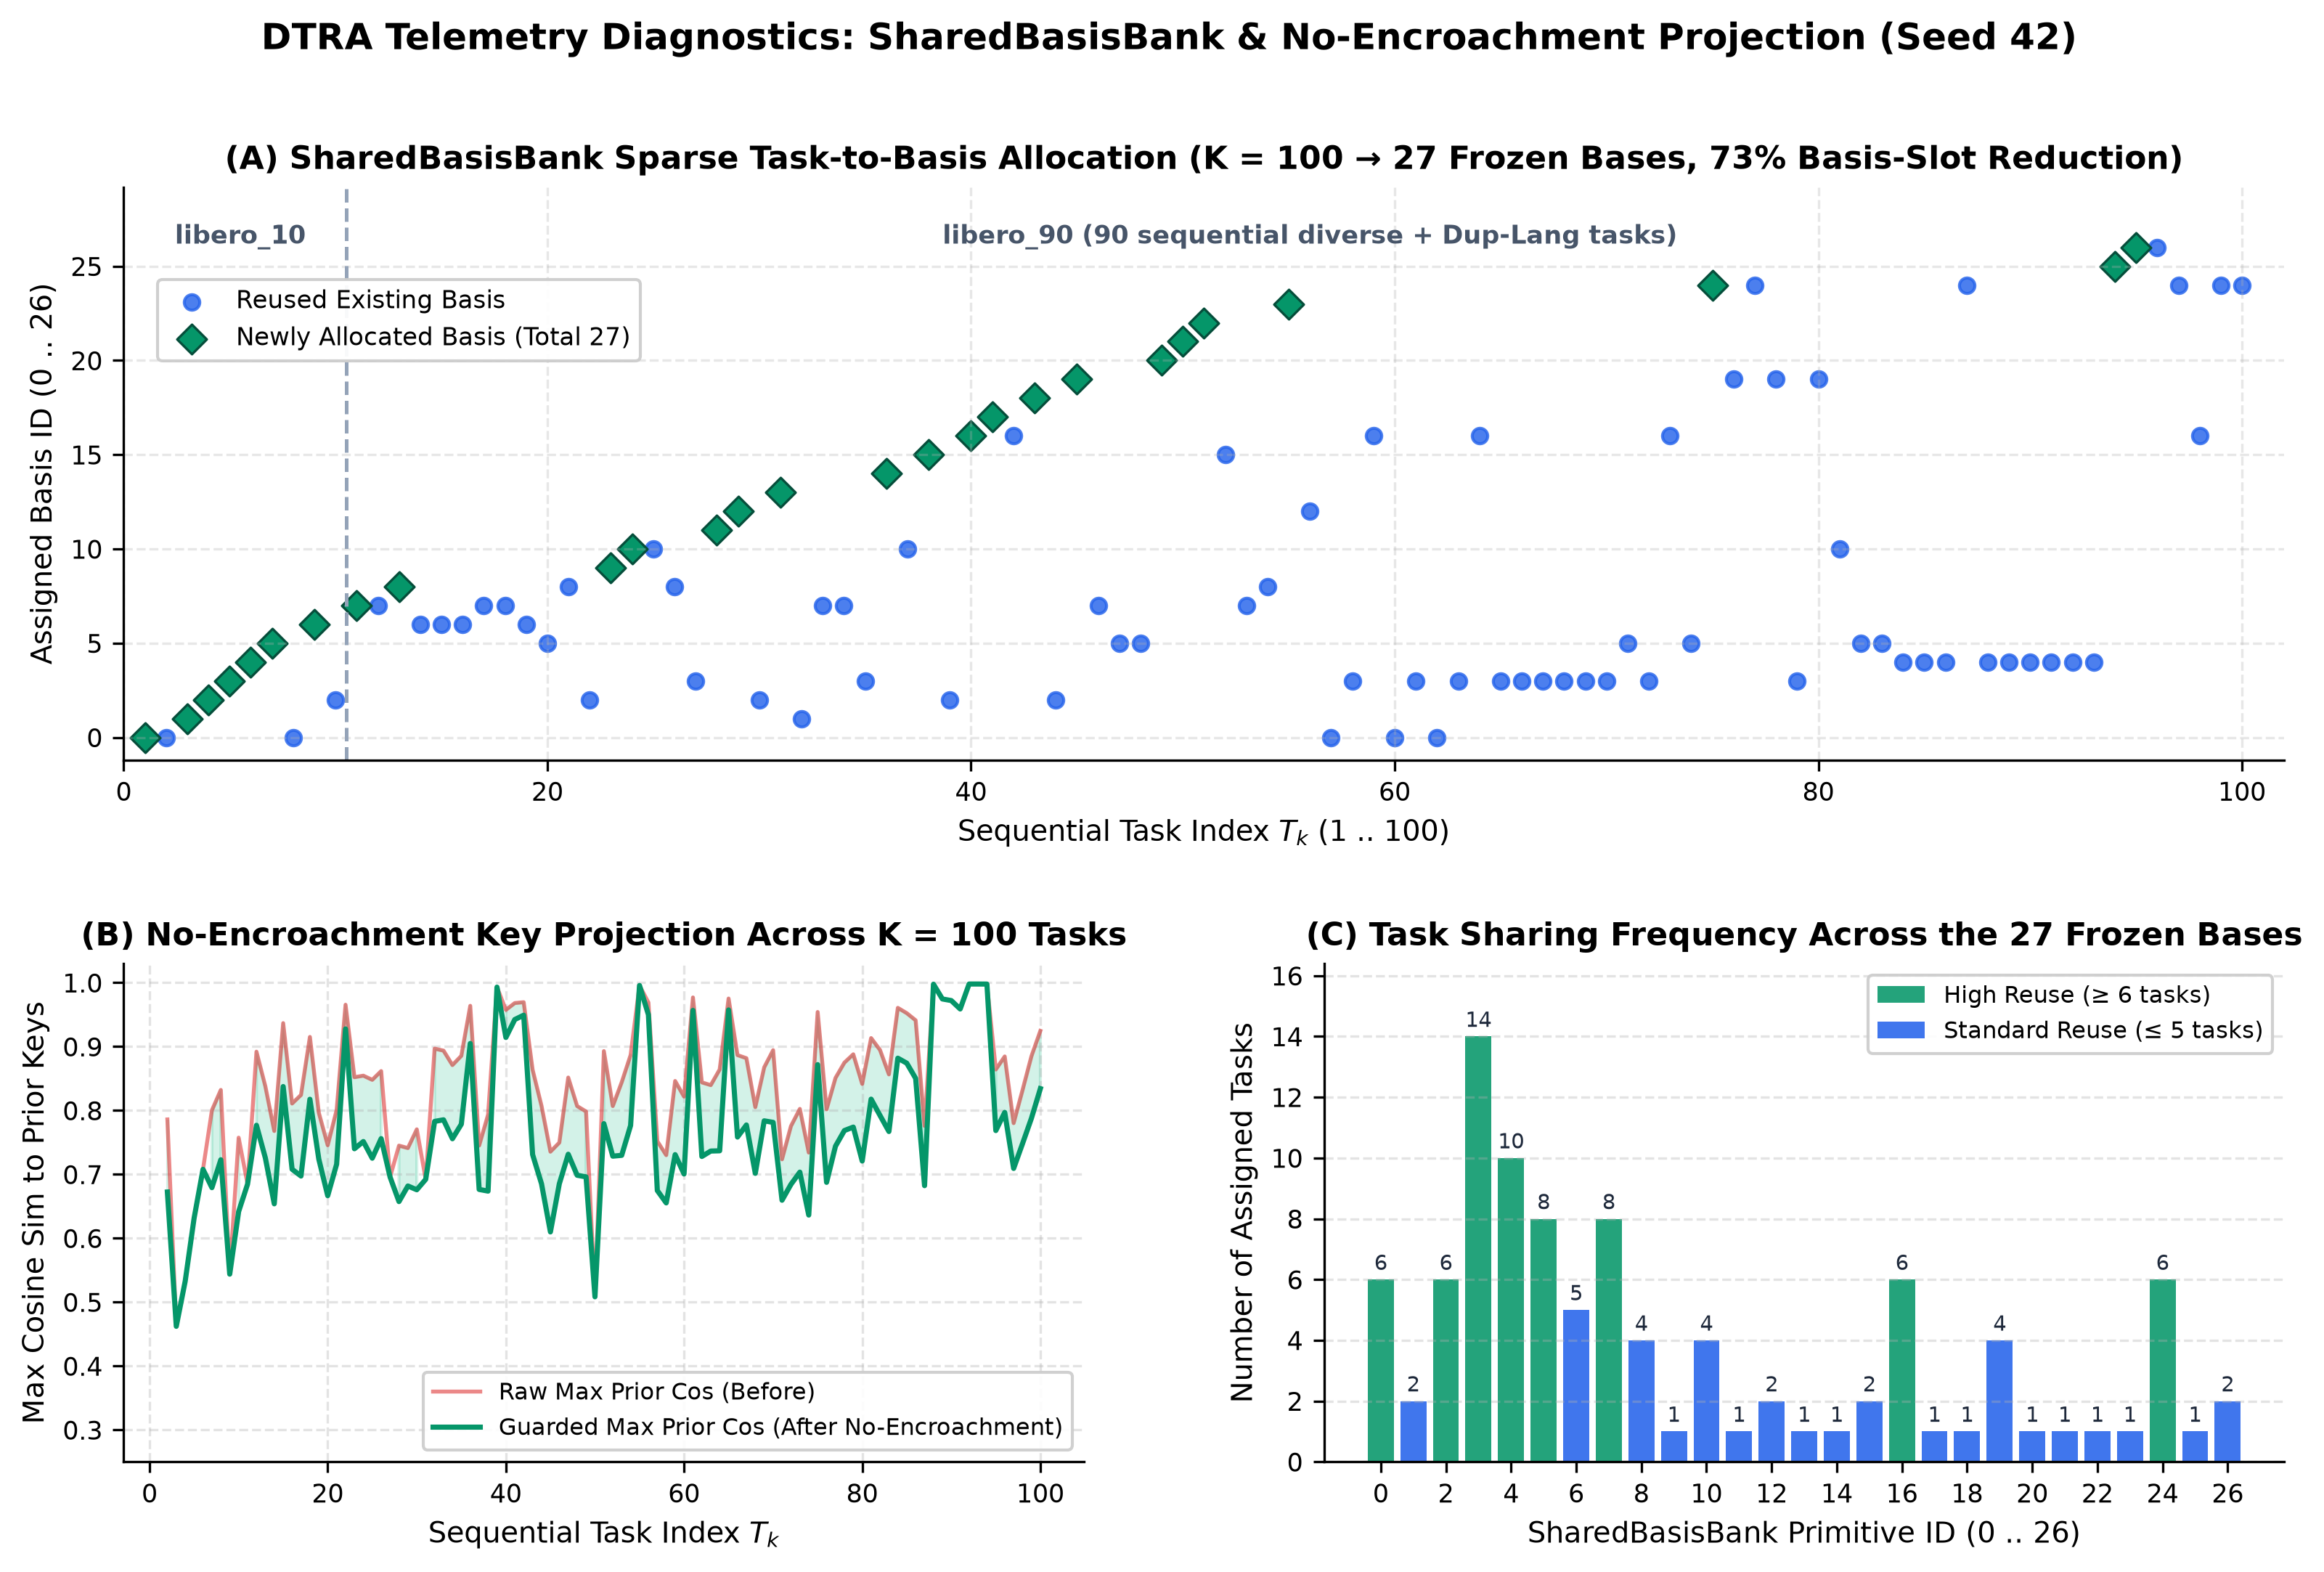 DTRA Telemetry Diagnostics: SharedBasisBank & No-Encroachment Projection (Seed 42)
(A) SharedBasisBank Sparse Task-to-Basis Allocation (K = 100 → 27 Frozen Bases, 73% Basis-Slot Reduction)
libero_10
libero_90 (90 sequential diverse + Dup-Lang tasks)
Reused Existing Basis
Newly Allocated Basis (Total 27)
Assigned Basis ID (0 .. 26)
25
20
15
10
5
0
0 20 40 60 80 100
Sequential Task Index T_k (1 .. 100)
(B) No-Encroachment Key Projection Across K = 100 Tasks
Max Cosine Sim to Prior Keys
1.0
0.9
0.8
0.7
0.6
0.5
0.4
0.3
Raw Max Prior Cos (Before)
Guarded Max Prior Cos (After No-Encroachment)
0 20 40 60 80 100
Sequential Task Index T_k
(C) Task Sharing Frequency Across the 27 Frozen Bases
High Reuse (≥ 6 tasks)
Standard Reuse (≤ 5 tasks)
Number of Assigned Tasks
16
14
12
10
8
6
4
2
0
6 2 6 14 10 8 5 8 4 1 4 1 2 1 1 2 6 1 1 4 1 1 1 1 6 1 2
0 2 4 6 8 10 12 14 16 18 20 22 24 26
SharedBasisBank Primitive ID (0 .. 26)